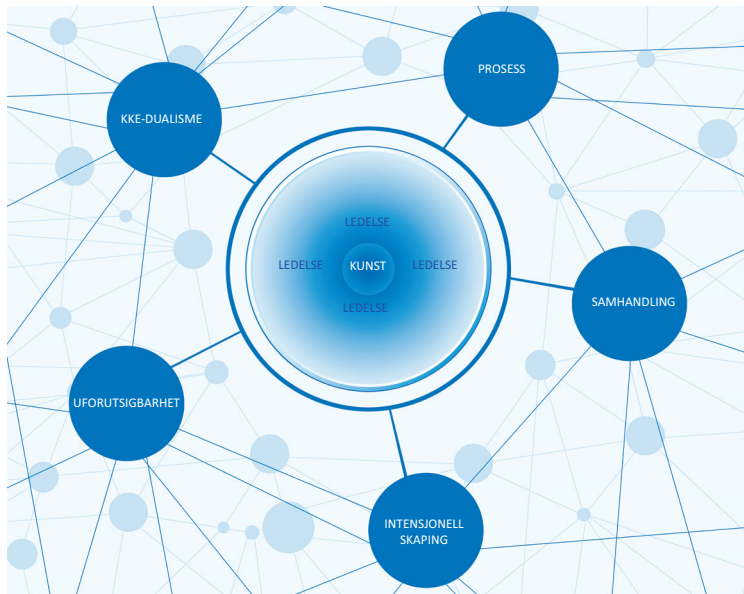 PROSESS
KKE-DUALISME
LEDELSE
LEDELSE
KUNST
LEDELSE
LEDELSE
SAMHANDLING
UFORUTSIGBARHET
INTENSJONELL
SKAPING